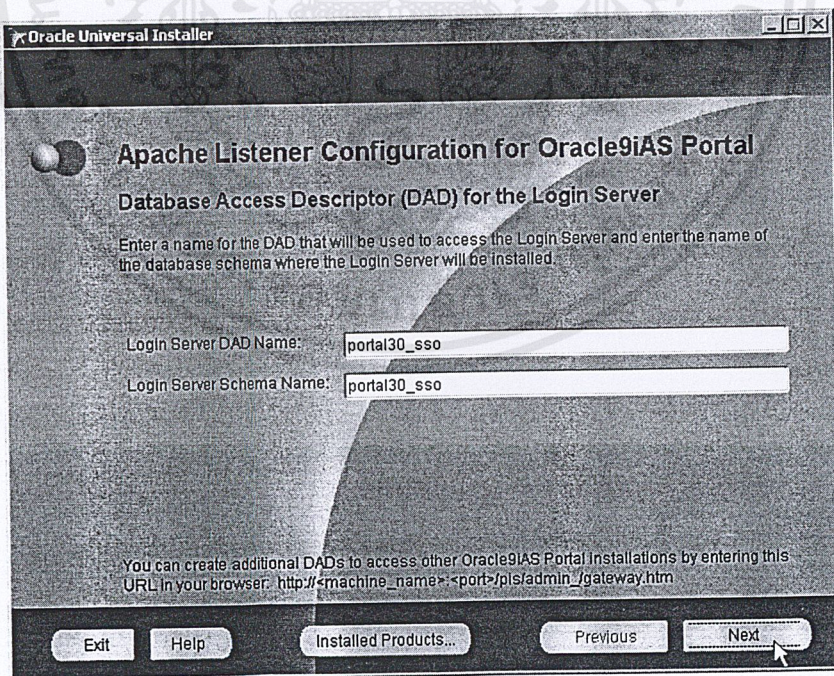 Oracle Universal Installer
Apache Listener Configuration for Oracle9iAS Portal
Database Access Descriptor (DAD) for the Login Server
Enter a name for the DAD that will be used to access the Login Server and enter the name of
the database schema where the Login Server will be installed.
Login Server DAD Name: portal30_sso
Login Server Schema Name: portal30_sso
You can create additional DADs to access other Oracle9iAS Portal installations by entering this
URL in your browser: http://<machine_name>:<port>/pls/admin_/gateway.htm
Exit Help Installed Products... Previous Next